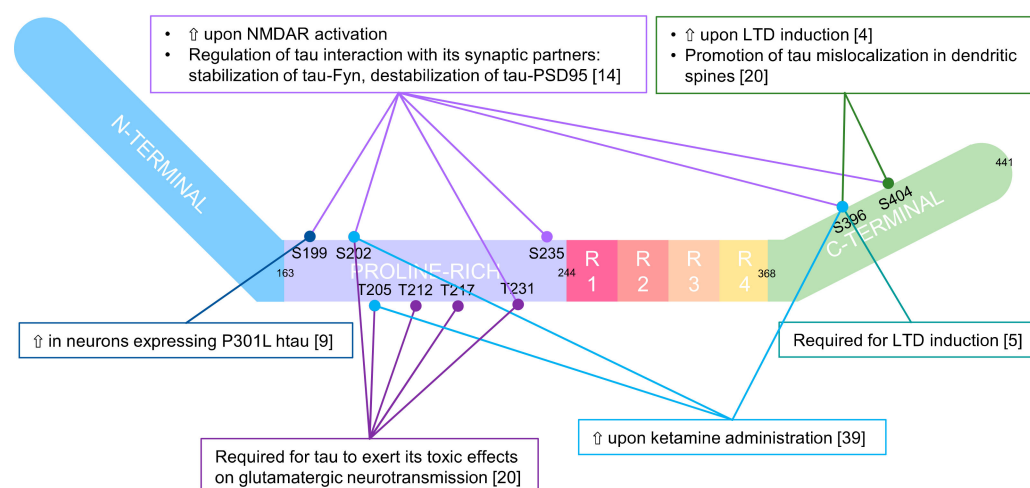 • ⇧ upon NMDAR activation
• Regulation of tau interaction with its synaptic partners:
stabilization of tau-Fyn, destabilization of tau-PSD95 [14]
• ⇧ upon LTD induction [4]
• Promotion of tau mislocalization in dendritic
spines [20]
N-TERMINAL
441
S404
S396
C-TERMINAL
S199
S202
S235
163
PROLINE-RICH
244
R
1
R
2
R
3
R
4
368
T205
T212
T217
T231
⇧ in neurons expressing P301L htau [9]
Required for LTD induction [5]
Required for tau to exert its toxic effects
on glutamatergic neurotransmission [20]
⇧ upon ketamine administration [39]